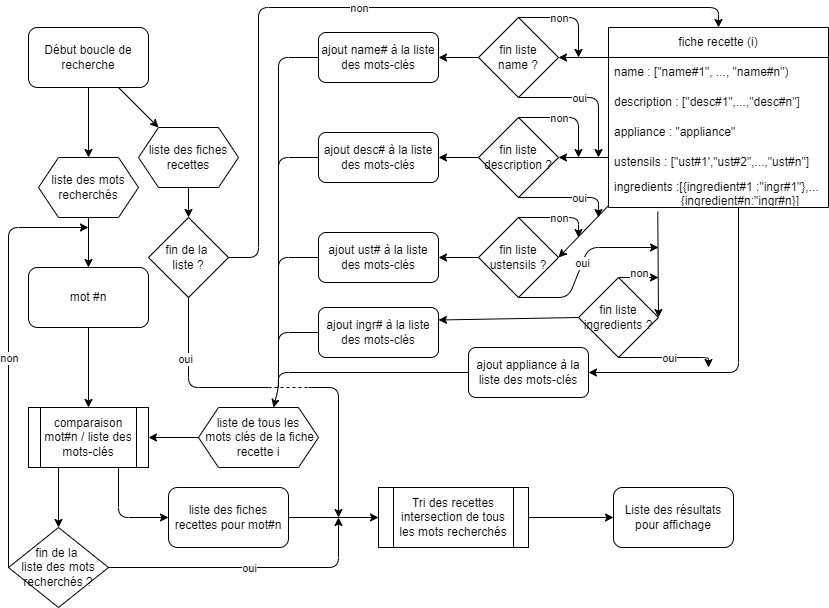 non
Début boucle de
recherche
liste des fiches
recettes
liste des mots
recherchés
fin de la
liste ?
mot #n
non
oui
ajout name# à la liste
des mots-clés
fin liste
name ?
non
oui
ajout desc# à la liste
des mots-clés
fin liste
description ?
non
oui
ajout ust# à la liste
des mots-clés
fin liste
ustensils ?
non
oui
ajout ingr# à la liste
des mots-clés
fin liste
ingredients ?
non
oui
ajout appliance à la
liste des mots-clés
fiche recette (i)
name : ["name#1", ..., "name#n")
description : ["desc#1",...,"desc#n"]
appliance : "appliance"
ustensils : ["ust#1',"ust#2",...,"ust#n"]
ingredients :[{ingredient#1 :"ingr#1"},...
{ingredient#n:"ingr#n}]
comparaison
mot#n / liste des
mots-clés
liste de tous les
mots clés de la fiche
recette i
liste des fiches
recettes pour mot#n
Tri des recettes
intersection de tous
les mots recherchés
Liste des résultats
pour affichage
fin de la
liste des mots
recherchés ?
oui